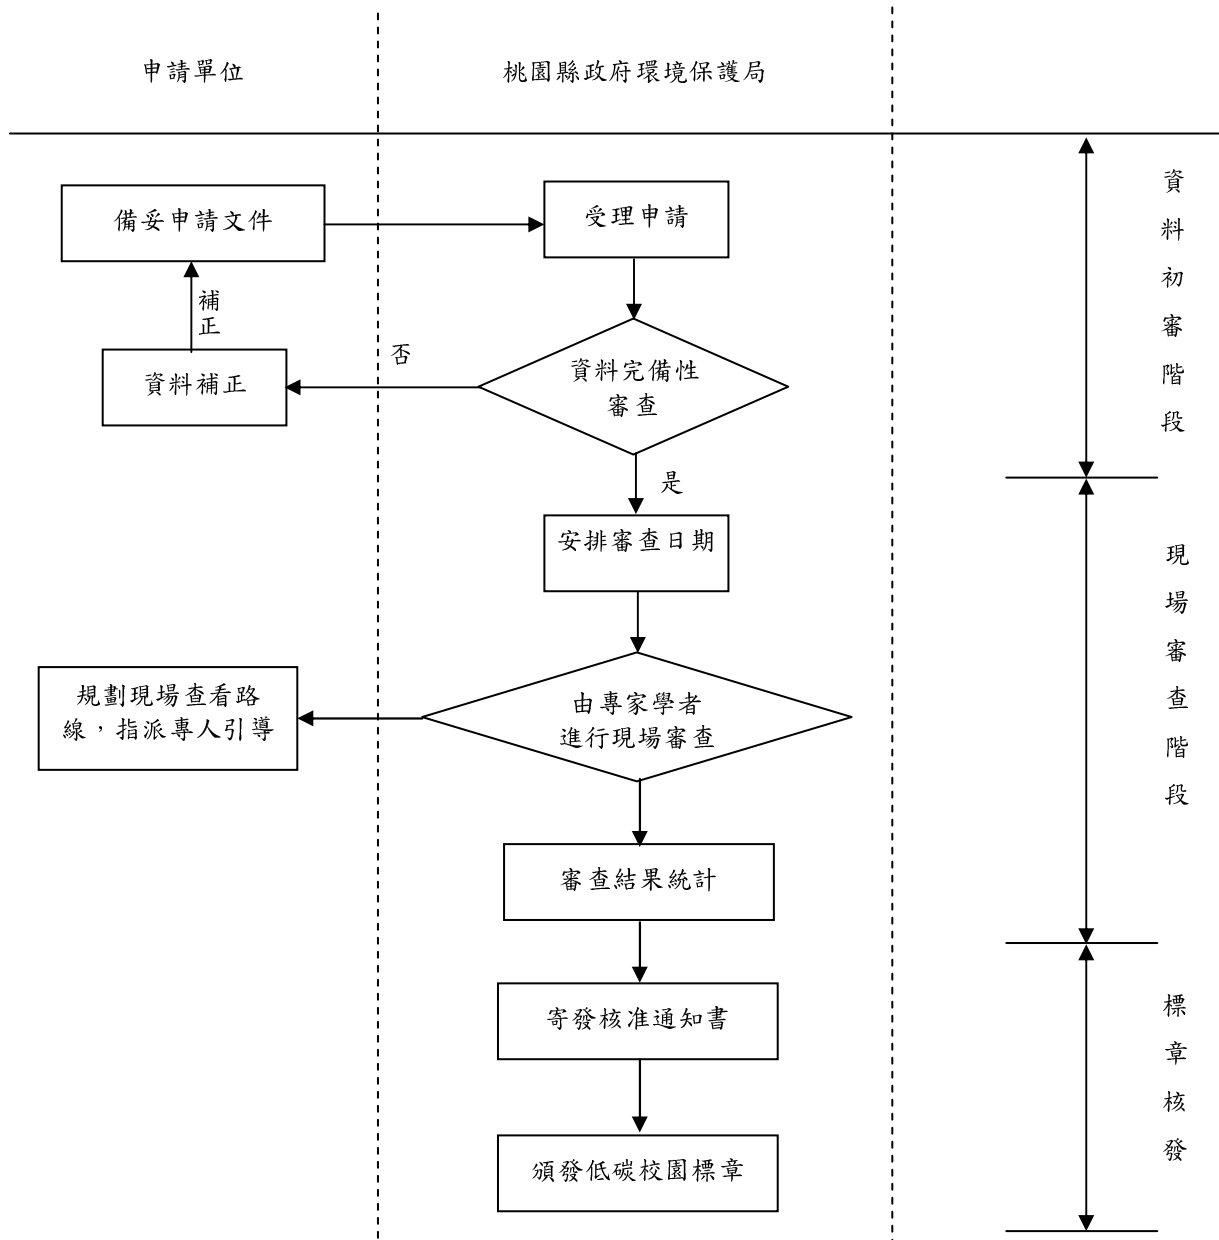 申請單位
桃園縣政府環境保護局
備妥申請文件
受理申請
補正
資料補正
否
資料完備性
審查
是
安排審查日期
規劃現場查看路
線，指派專人引導
由專家學者
進行現場審查
審查結果統計
寄發核准通知書
頒發低碳校園標章
資料初審階段
現場審查階段
標章核發